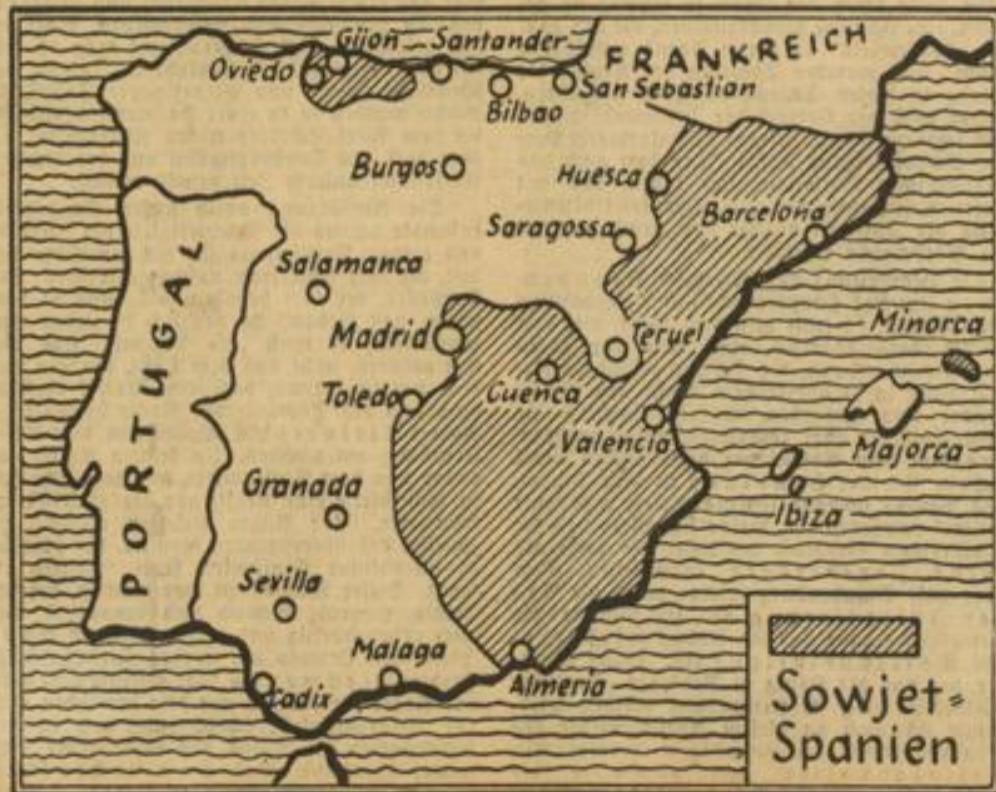 Gijoñ
Santander
FRANKREICH
Oviedo
San Sebastian
Bilbao
Burgos
Huesca
Barcelona
Saragossa
Salamanca
Minorca
Madrid
Teruel
Toledo
Cuenca
Valencia
Majorca
PORTUGAL
Granada
Ibiza
Sevilla
Malaga
Almeria
Cadix
Sowjet=
Spanien